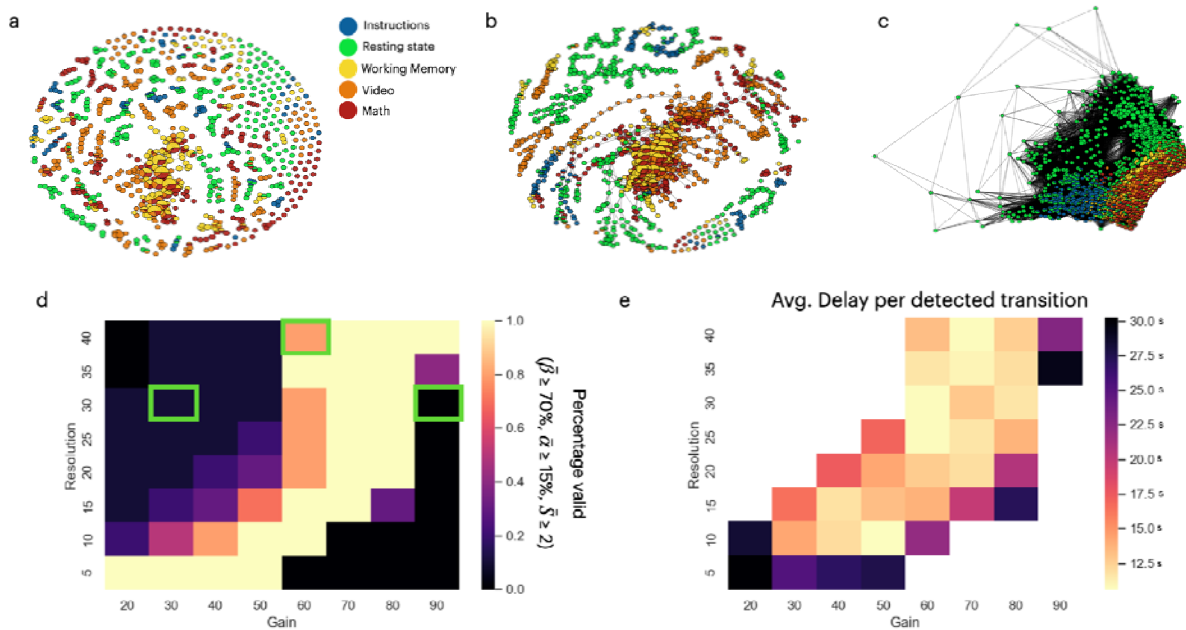 a
Instructions
Resting state
Working Memory
Video
Math
b
c
d
40
35
30
25
20
15
10
5
Resolution
20 30 40 50 60 70 80 90
Gain
1.0
0.8
0.6
0.4
0.2
0.0
Percentage valid
(β̄ ≥ 70%, ᾱ ≥ 15%, S̄ ≥ 2)
e
Avg. Delay per detected transition
40
35
30
25
20
15
10
5
Resolution
20 30 40 50 60 70 80 90
Gain
30.0 s
27.5 s
25.0 s
22.5 s
20.0 s
17.5 s
15.0 s
12.5 s